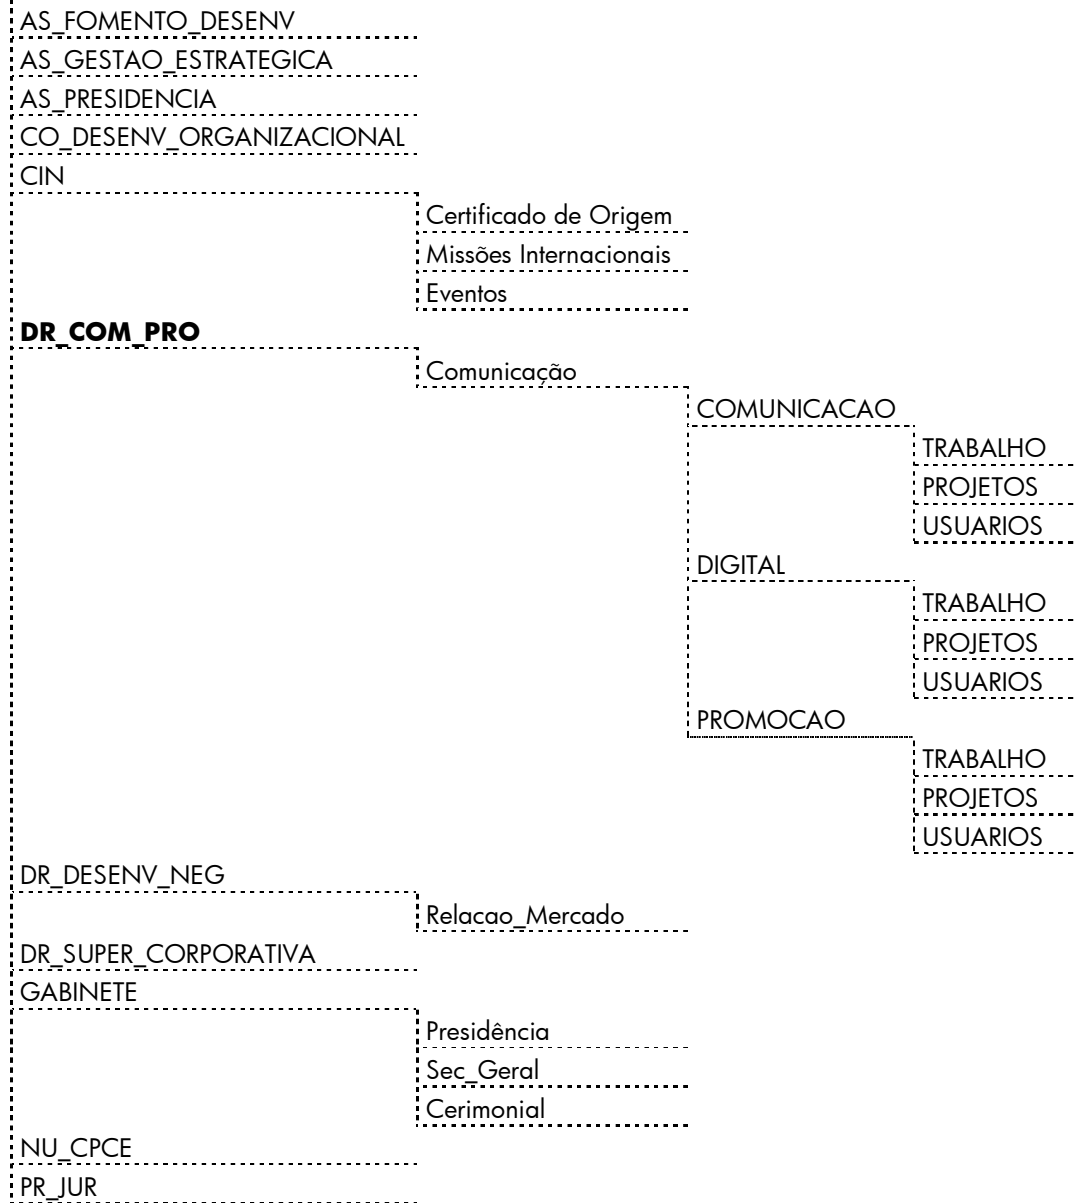 AS_FOMENTO_DESENV
AS_GESTAO_ESTRATEGICA
AS_PRESIDENCIA
CO_DESENV_ORGANIZACIONAL
CIN
Certificado de Origem
Missões Internacionais
Eventos
DR_COM_PRO
Comunicação
COMUNICACAO
TRABALHO
PROJETOS
USUARIOS
DIGITAL
TRABALHO
PROJETOS
USUARIOS
PROMOCAO
TRABALHO
PROJETOS
USUARIOS
DR_DESENV_NEG
Relacao_Mercado
DR_SUPER_CORPORATIVA
GABINETE
Presidência
Sec_Geral
Cerimonial
NU_CPCE
PR_JUR